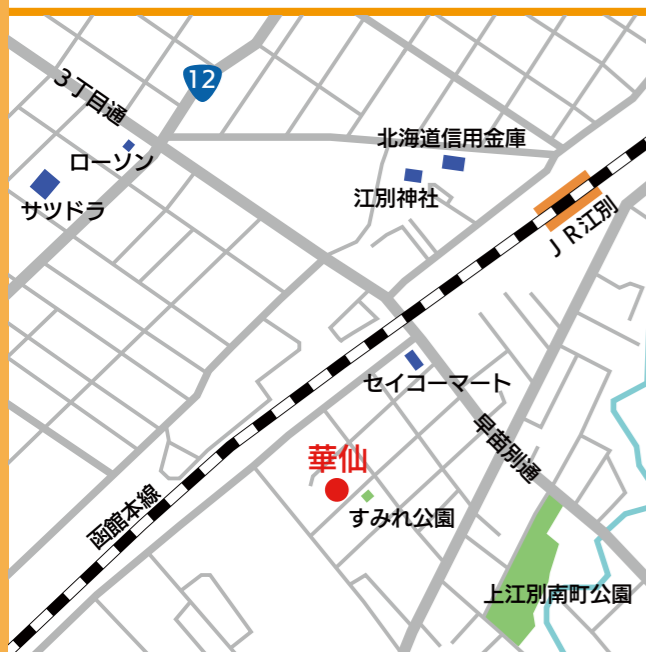 12
3丁目通
北海道信用金庫
ローソン
江別神社
サツドラ
JR江別
セイコーマート
早苗別通
華仙
函館本線
すみれ公園
上江別南町公園